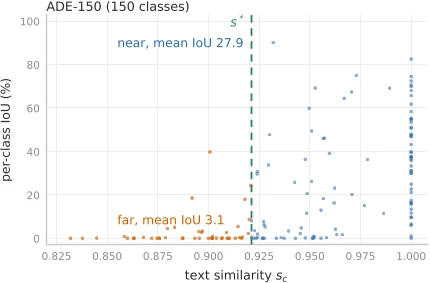 ADE-150 (150 classes)
s*
near, mean IoU 27.9
far, mean IoU 3.1
per-class IoU (%)
100
80
60
40
20
0
0.825 0.850 0.875 0.900 0.925 0.950 0.975 1.000
text similarity s_c